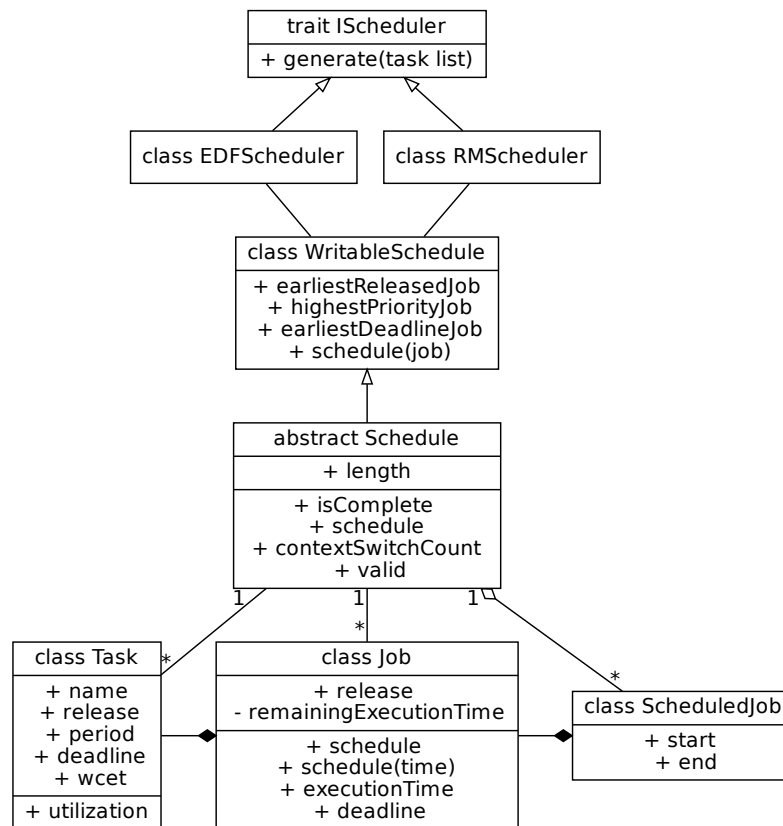 trait IScheduler
+ generate(task list)
class EDFScheduler
class RMScheduler
class WritableSchedule
+ earliestReleasedJob
+ highestPriorityJob
+ earliestDeadlineJob
+ schedule(job)
abstract Schedule
+ length
+ isComplete
+ schedule
+ contextSwitchCount
+ valid
1
1
1
*
*
*
class Task
+ name
+ release
+ period
+ deadline
+ wcet
+ utilization
class Job
+ release
- remainingExecutionTime
+ schedule
+ schedule(time)
+ executionTime
+ deadline
class ScheduledJob
+ start
+ end